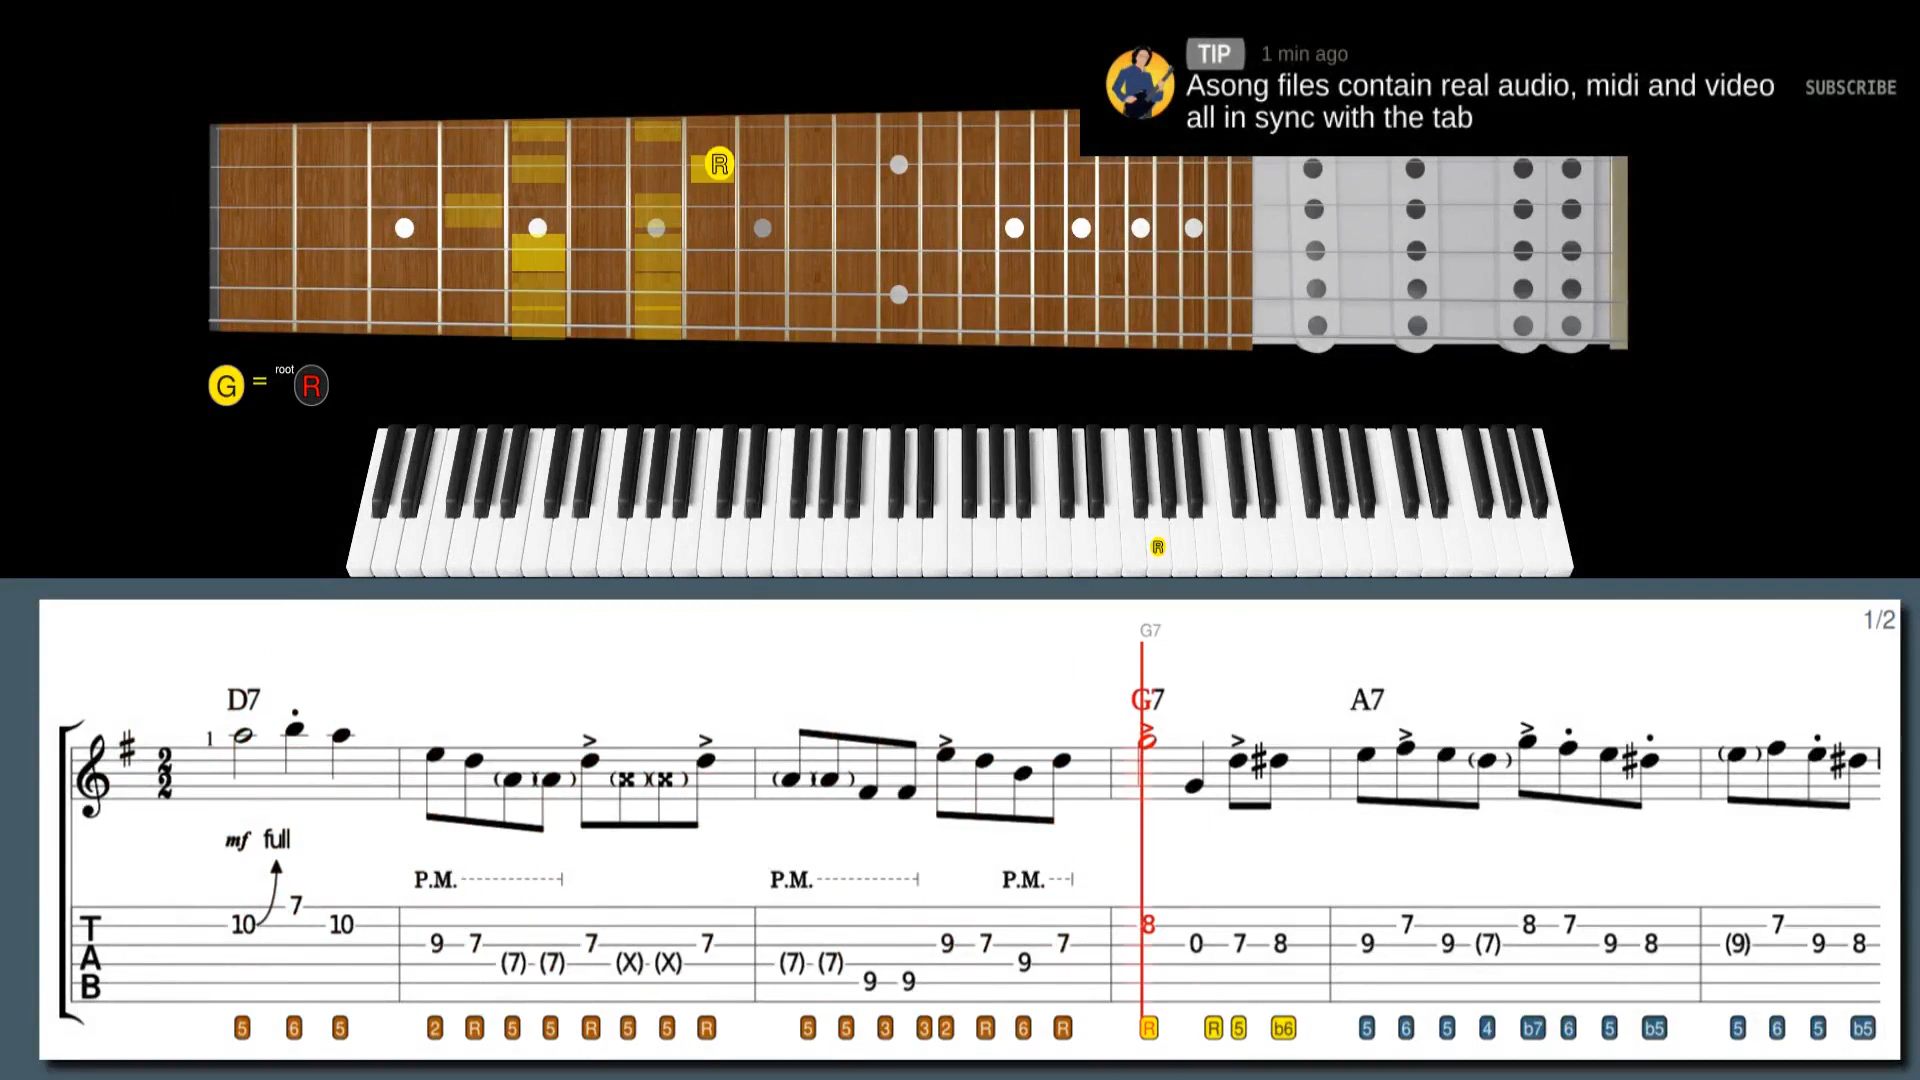 TIP 1 min ago
Asong files contain real audio, midi and video
all in sync with the tab
SUBSCRIBE
R
G = root R
R
1/2
G7
D7 G7 A7
1
2
2
mf full
P.M. P.M. P.M.
T
A
B
10 7 10 9 7 (7) (7) 7 (X) (X) 7 (7) (7) 9 9 9 7 9 7 8 0 7 8 9 7 9 (7) 8 7 9 8 (9) 7 9 8
5 6 5 2 R 5 5 R 5 5 R 5 5 3 3 2 R 6 R R R 5 b6 5 6 5 4 b7 6 5 b5 5 6 5 b5